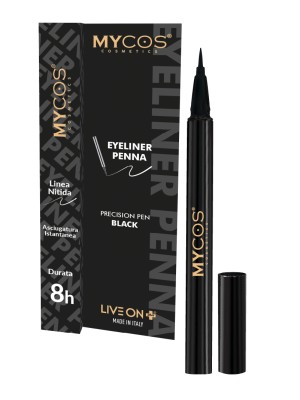 MYCOS®
COSMETICS
Linea
Nitida
Asciugatura
Istantanea
Durata
8h
MYCOS®
COSMETICS
EYELINER
PENNA
PRECISION PEN
BLACK
LIVE ON+
MADE IN ITALY
EYELINER PENNA
MYCOS®
COSMETICS